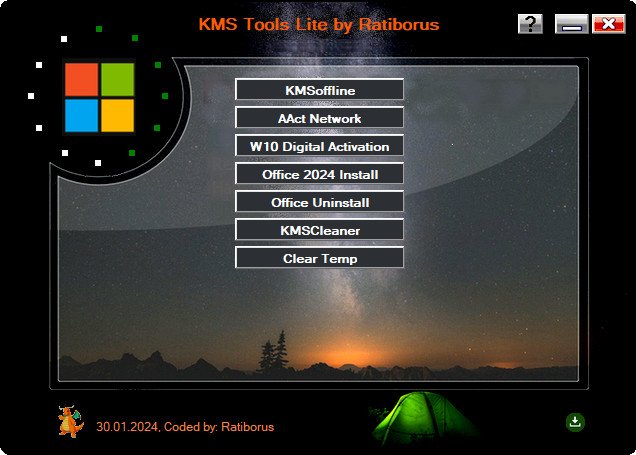 KMS Tools Lite by Ratiborus
?
KMSoffline
AAct Network
W10 Digital Activation
Office 2024 Install
Office Uninstall
KMSCleaner
Clear Temp
30.01.2024, Coded by: Ratiborus